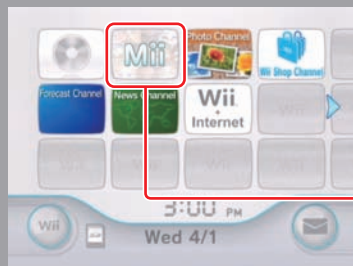 Mii
Photo Channel
Wii Shop Channel
Forecast Channel
News Channel
Wii
+
Internet
3:00 PM
Wii
Wed 4/1